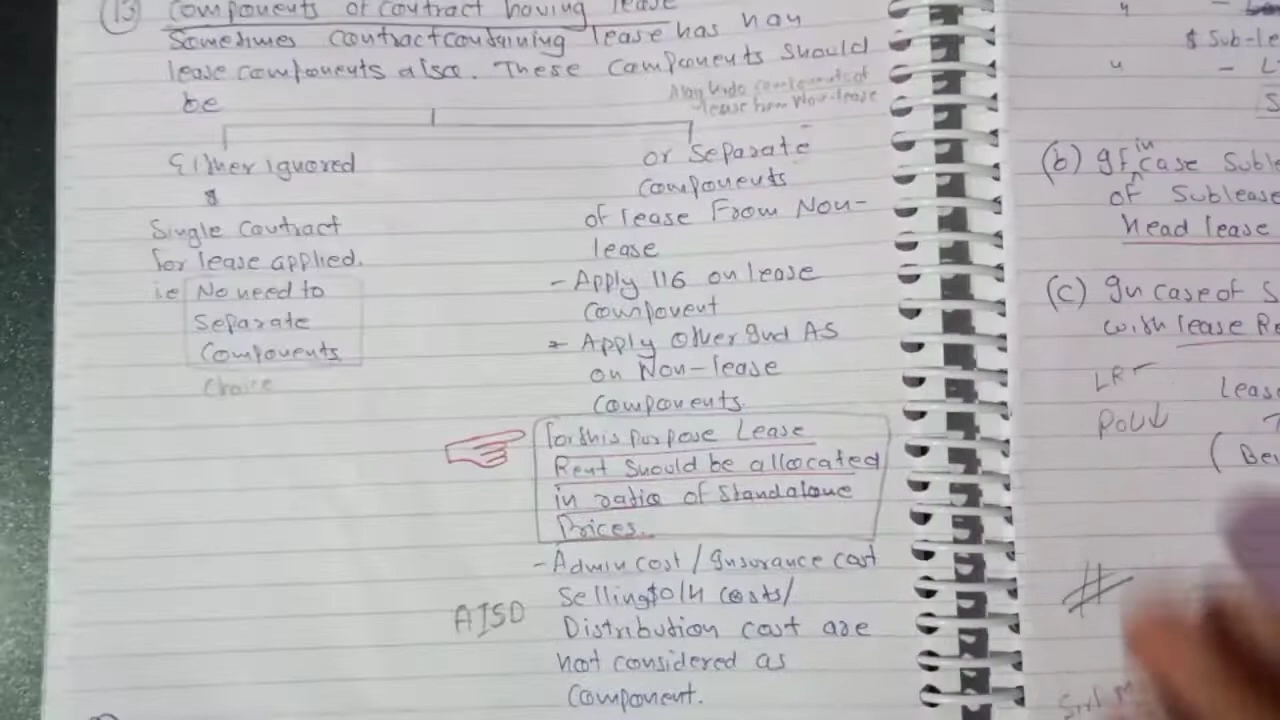 (13) Components of contract having lease
Sometimes contract containing lease has non
lease components also. These components should
be
May Undo components of
lease from Non-lease
Either ignored
&
Single contract
for lease applied.
ie No need to
Separate
Components
Choice
or Separate
Components
of lease From Non-
lease
- Apply 116 on lease
Component
- Apply Other Ind AS
on Non-lease
Components.
For this purpose Lease
Rent should be allocated
in ratio of Standalone
Prices.
- Admin cost / Insurance cost
Selling & O/H costs/
Distribution cost are
not considered as
Component.
AISD
& Sub-le
- L
S
(b) If in case Suble
of Sublease
head lease
(c) In case of S
with lease Re
LR
Lease
POU↓
( Bei
#